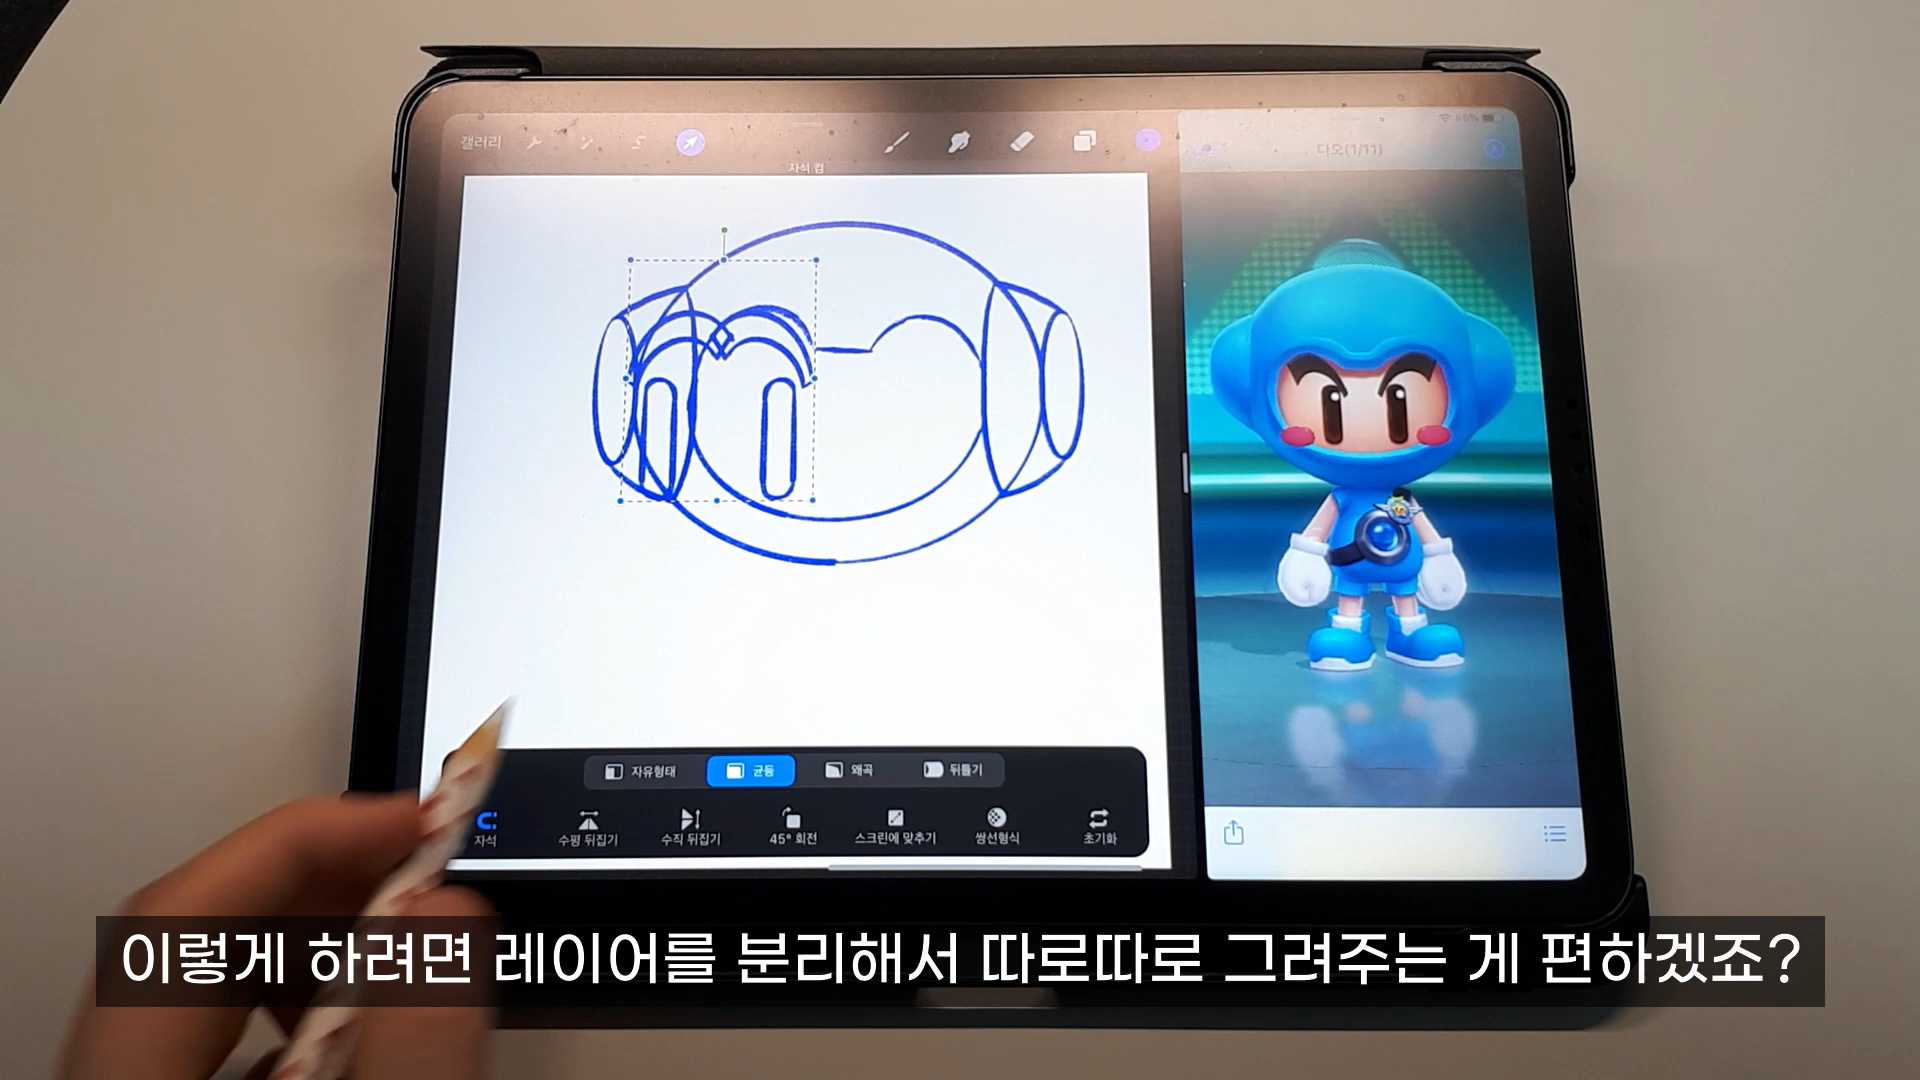 갤러리
자석 켬
66%
다오(1/11)
자유형태 균등 왜곡 뒤틀기
자석 수평 뒤집기 수직 뒤집기 45° 회전 스크린에 맞추기 쌍선형식 초기화
이렇게 하려면 레이어를 분리해서 따로따로 그려주는 게 편하겠죠?